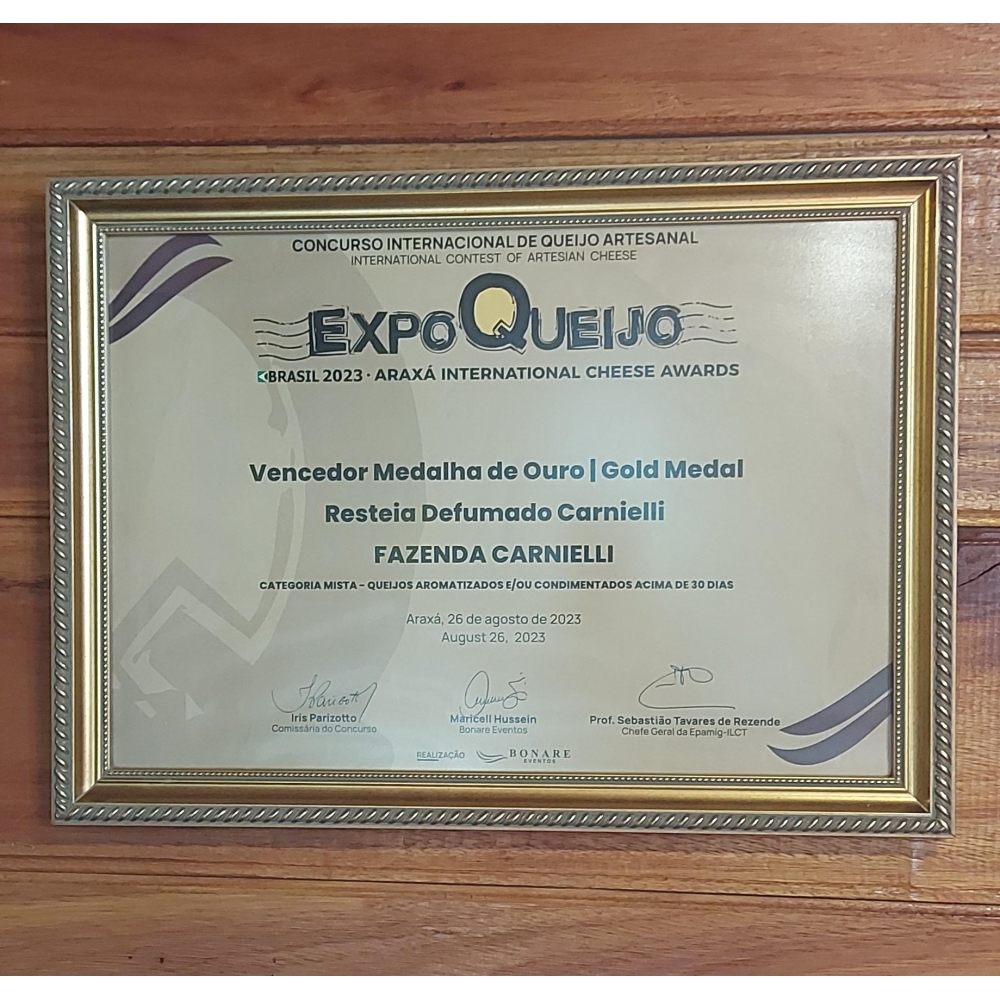 CONCURSO INTERNACIONAL DE QUEIJO ARTESANAL
INTERNATIONAL CONTEST OF ARTESIAN CHEESE
EXPOQUEIJO
BRASIL 2023 · ARAXÁ INTERNATIONAL CHEESE AWARDS
Vencedor Medalha de Ouro | Gold Medal
Resteia Defumado Carnielli
FAZENDA CARNIELLI
CATEGORIA MISTA - QUEIJOS AROMATIZADOS E/OU CONDIMENTADOS ACIMA DE 30 DIAS
Araxá, 26 de agosto de 2023
August 26, 2023
Iris Parizotto
Comissária do Concurso
Maricell Hussein
Bonare Eventos
Prof. Sebastião Tavares de Rezende
Chefe Geral da Epamig-ILCT
REALIZAÇÃO
BONARE
EVENTOS